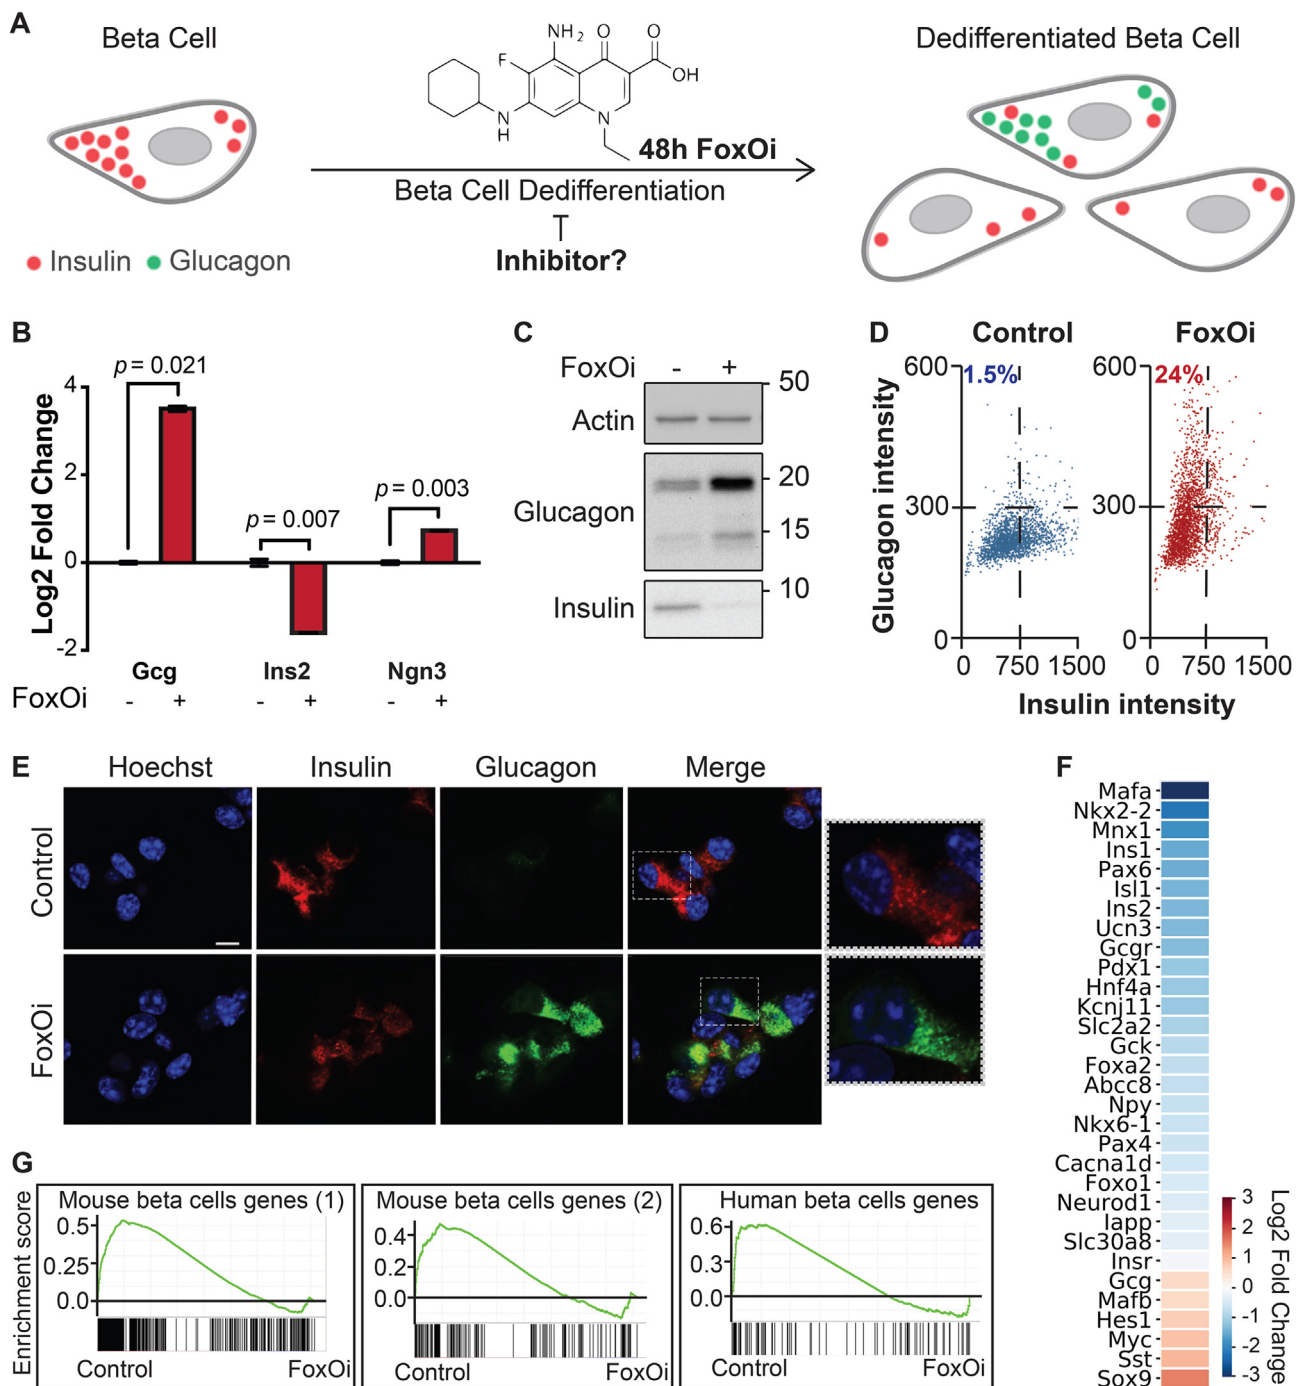 A
Beta Cell
Dedifferentiated Beta Cell
NH2 O O
F
OH
N
H
N
48h FoxOi
Beta Cell Dedifferentiation
Inhibitor?
Insulin Glucagon
B
Log2 Fold Change
4
2
0
-2
p = 0.021
p = 0.007
p = 0.003
Gcg Ins2 Ngn3
FoxOi - + - + - +
C
FoxOi - +
Actin
Glucagon
Insulin
50
20
15
10
D
Control FoxOi
Glucagon intensity
600
300
0
1.5%
0 750 1500
600
300
0
24%
0 750 1500
Insulin intensity
E
Hoechst Insulin Glucagon Merge
Control
FoxOi
F
Mafa
Nkx2-2
Mnx1
Ins1
Pax6
Isl1
Ins2
Ucn3
Gcgr
Pdx1
Hnf4a
Kcnj11
Slc2a2
Gck
Foxa2
Abcc8
Npy
Nkx6-1
Pax4
Cacna1d
Foxo1
Neurod1
Iapp
Slc30a8
Insr
Gcg
Mafb
Hes1
Myc
Sst
Sox9
3
2
1
0
-1
-2
-3
Log2 Fold Change
G
Enrichment score
Mouse beta cells genes (1)
0.5
0.25
0.0
Control FoxOi
Mouse beta cells genes (2)
0.4
0.2
0.0
Control FoxOi
Human beta cells genes
0.6
0.3
0.0
Control FoxOi